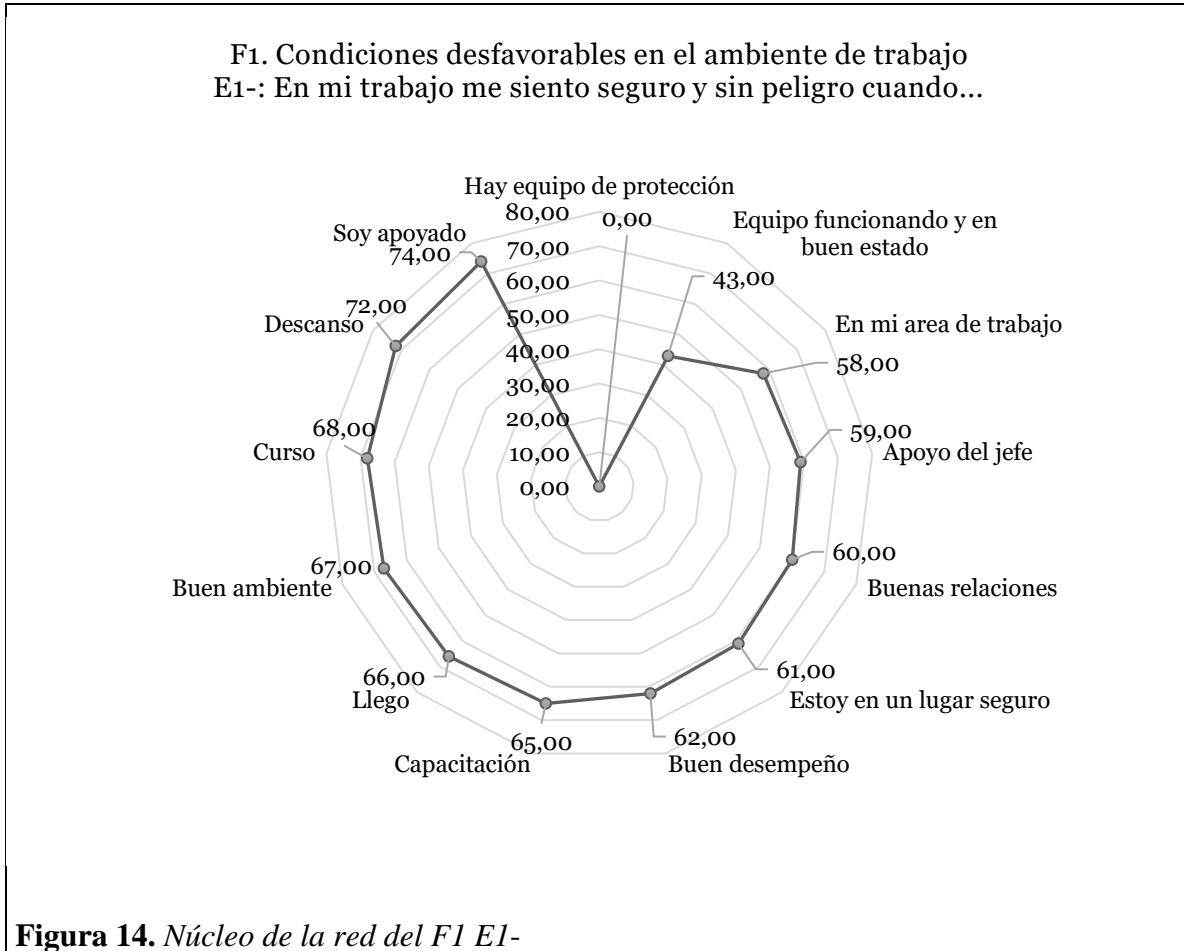 F1. Condiciones desfavorables en el ambiente de trabajo
E1-: En mi trabajo me siento seguro y sin peligro cuando...
Hay equipo de protección
0,00
Equipo funcionando y en
buen estado
43,00
En mi area de trabajo
58,00
59,00
Apoyo del jefe
60,00
Buenas relaciones
61,00
Estoy en un lugar seguro
62,00
Buen desempeño
65,00
Capacitación
66,00
Llego
67,00
Buen ambiente
68,00
Curso
72,00
Descanso
Soy apoyado
74,00
80,00
70,00
60,00
50,00
40,00
30,00
20,00
10,00
0,00
Figura 14. Núcleo de la red del F1 E1-